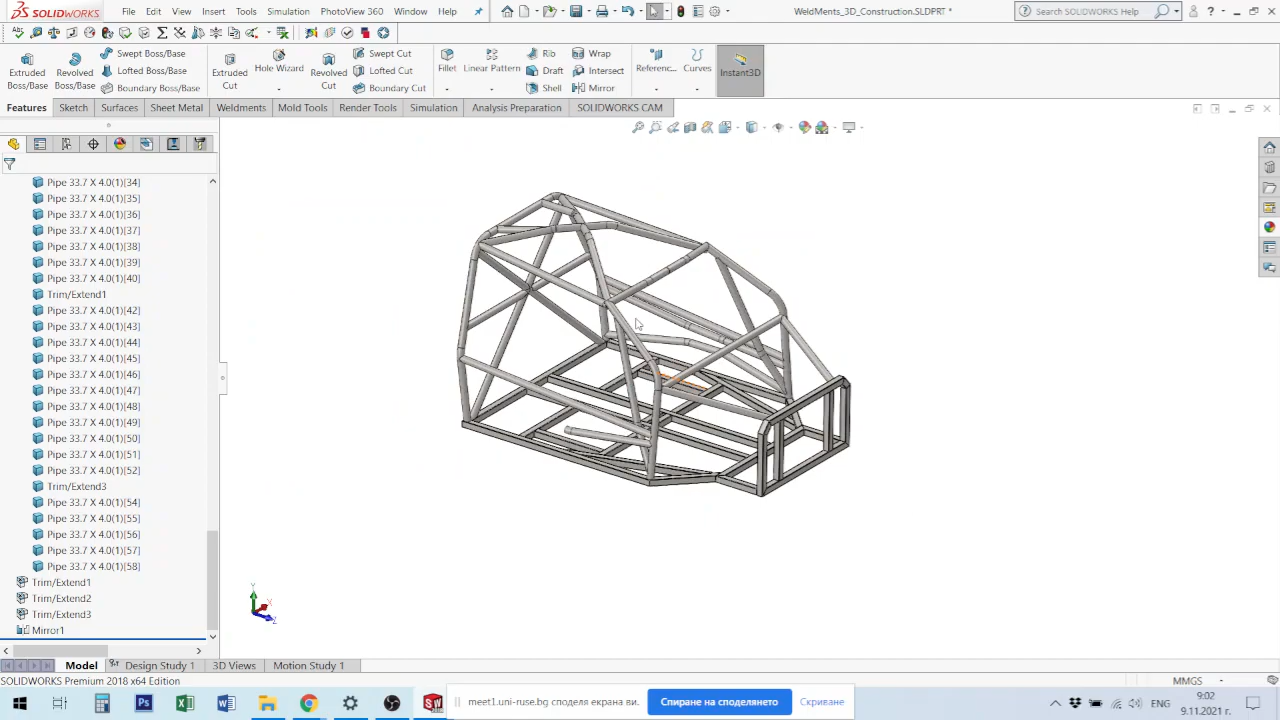 SOLIDWORKS File Edit View Insert Tools Simulation PhotoView 360 Window Help WeldMents_3D_Construction.SLDPRT * Search SOLIDWORKS Help
Extruded Boss/Base
Revolved Boss/Base
Swept Boss/Base
Lofted Boss/Base
Boundary Boss/Base
Extruded Cut
Hole Wizard
Revolved Cut
Swept Cut
Lofted Cut
Boundary Cut
Fillet
Linear Pattern
Rib
Draft
Shell
Wrap
Intersect
Mirror
Referenc...
Curves
Instant3D
Features Sketch Surfaces Sheet Metal Weldments Mold Tools Render Tools Simulation Analysis Preparation SOLIDWORKS CAM
Pipe 33.7 X 4.0(1)[34]
Pipe 33.7 X 4.0(1)[35]
Pipe 33.7 X 4.0(1)[36]
Pipe 33.7 X 4.0(1)[37]
Pipe 33.7 X 4.0(1)[38]
Pipe 33.7 X 4.0(1)[39]
Pipe 33.7 X 4.0(1)[40]
Trim/Extend1
Pipe 33.7 X 4.0(1)[42]
Pipe 33.7 X 4.0(1)[43]
Pipe 33.7 X 4.0(1)[44]
Pipe 33.7 X 4.0(1)[45]
Pipe 33.7 X 4.0(1)[46]
Pipe 33.7 X 4.0(1)[47]
Pipe 33.7 X 4.0(1)[48]
Pipe 33.7 X 4.0(1)[49]
Pipe 33.7 X 4.0(1)[50]
Pipe 33.7 X 4.0(1)[51]
Pipe 33.7 X 4.0(1)[52]
Trim/Extend3
Pipe 33.7 X 4.0(1)[54]
Pipe 33.7 X 4.0(1)[55]
Pipe 33.7 X 4.0(1)[56]
Pipe 33.7 X 4.0(1)[57]
Pipe 33.7 X 4.0(1)[58]
Trim/Extend1
Trim/Extend2
Trim/Extend3
Mirror1
Y
X
Z
Model Design Study 1 3D Views Motion Study 1
SOLIDWORKS Premium 2018 x64 Edition MMGS
meet1.uni-ruse.bg споделя екрана ви. Спиране на споделянето Скриване
ENG 9:02
9.11.2021 г.